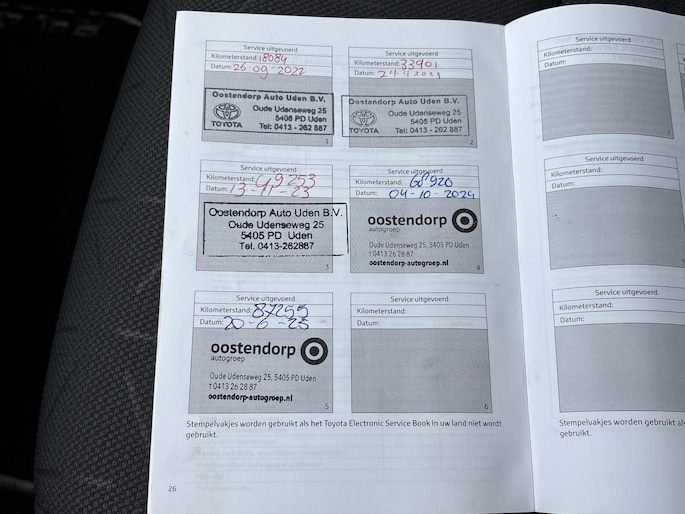 Service uitgevoerd
Kilometerstand: 18084
Datum: 26-09-2022
Oostendorp Auto Uden B.V.
Oude Udenseweg 25
5405 PD Uden
TOYOTA Tel: 0413 - 262 887
1
Service uitgevoerd
Kilometerstand: 33901
Datum: 24-4-2023
Oostendorp Auto Uden B.V.
Oude Udenseweg 25
5405 PD Uden
TOYOTA Tel: 0413 - 262 887
2
Service uitgevoerd
Kilometerstand: 49253
Datum: 13-11-23
Oostendorp Auto Uden B.V.
Oude Udenseweg 25
5405 PD Uden
Tel. 0413-262887
3
Service uitgevoerd
Kilometerstand: 68920
Datum: 04-10-2024
oostendorp
autogroep
Oude Udenseweg 25, 5405 PD Uden
t 0413 26 28 87
oostendorp-autogroep.nl
4
Service uitgevoerd
Kilometerstand: 87255
Datum: 20-6-25
oostendorp
autogroep
Oude Udenseweg 25, 5405 PD Uden
t 0413 26 28 87
oostendorp-autogroep.nl
5
Service uitgevoerd
Kilometerstand:
Datum:
6
Stempelvakjes worden gebruikt als het Toyota Electronic Service Book in uw land niet wordt
gebruikt.
26
Service uitgevoerd
Kilometerstand:
Datum:
7
Service uitgevoerd
Kilometerstand:
Datum:
Service uitgevoerd
Kilometerstand:
Datum:
Stempelvakjes worden gebruikt als
gebruikt.